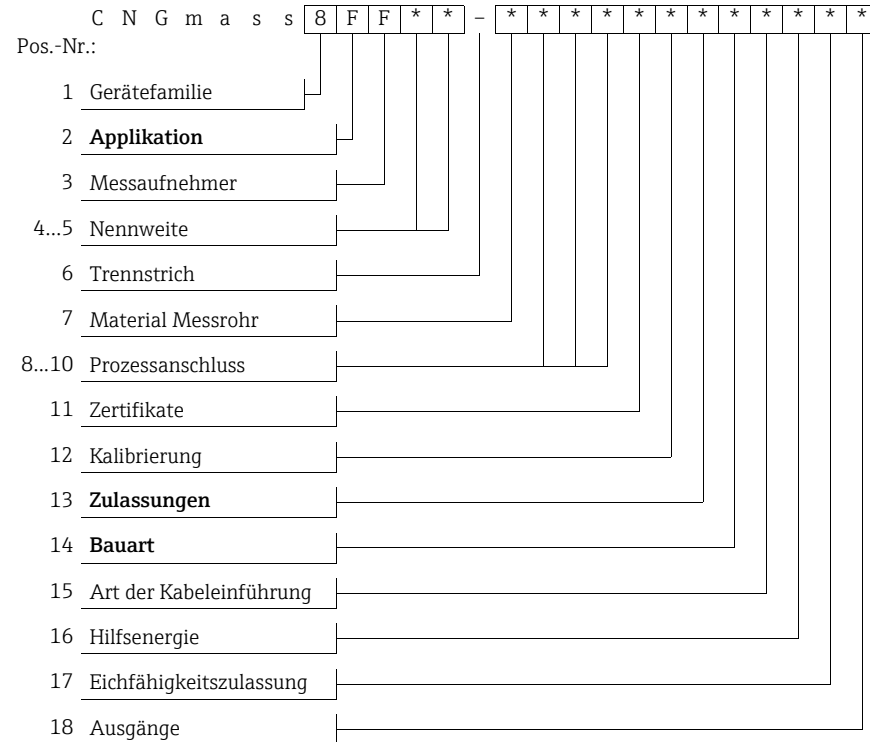 C N G m a s s 8 F F * * – * * * * * * * * * * * *
Pos.-Nr.:
1 Gerätefamilie
2 Applikation
3 Messaufnehmer
4...5 Nennweite
6 Trennstrich
7 Material Messrohr
8...10 Prozessanschluss
11 Zertifikate
12 Kalibrierung
13 Zulassungen
14 Bauart
15 Art der Kabeleinführung
16 Hilfsenergie
17 Eichfähigkeitszulassung
18 Ausgänge